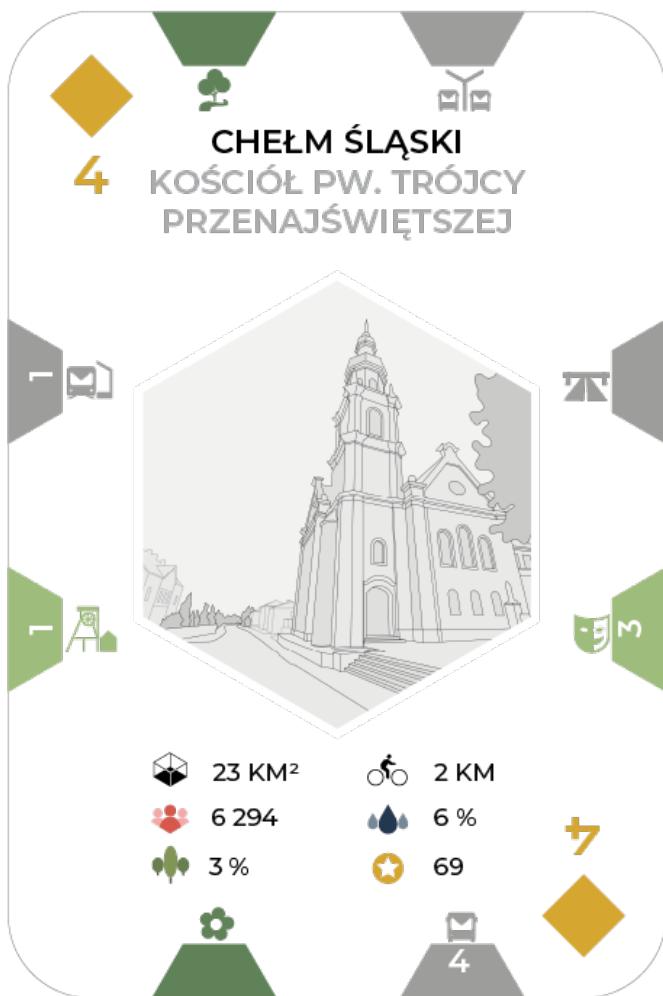 4
CHEŁM ŚLĄSKI
KOŚCIÓŁ PW. TRÓJCY
PRZENAJŚWIĘTSZEJ
1
1
3
23 KM²
2 KM
6 294
6 %
3 %
69
4
4